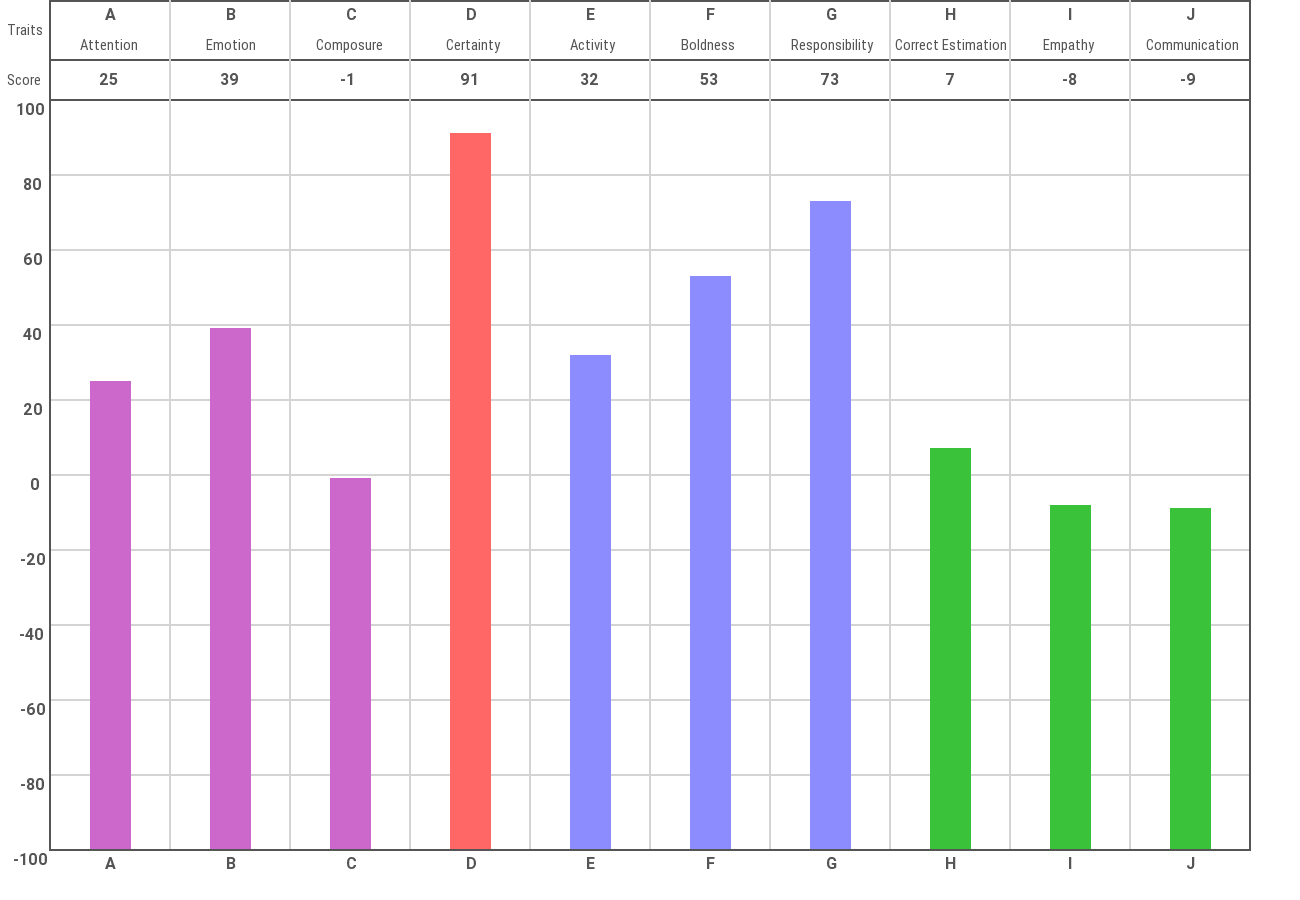 Traits
A B C D E F G H I J
Attention Emotion Composure Certainty Activity Boldness Responsibility Correct Estimation Empathy Communication
Score 25 39 -1 91 32 53 73 7 -8 -9
100
80
60
40
20
0
-20
-40
-60
-80
-100
A B C D E F G H I J